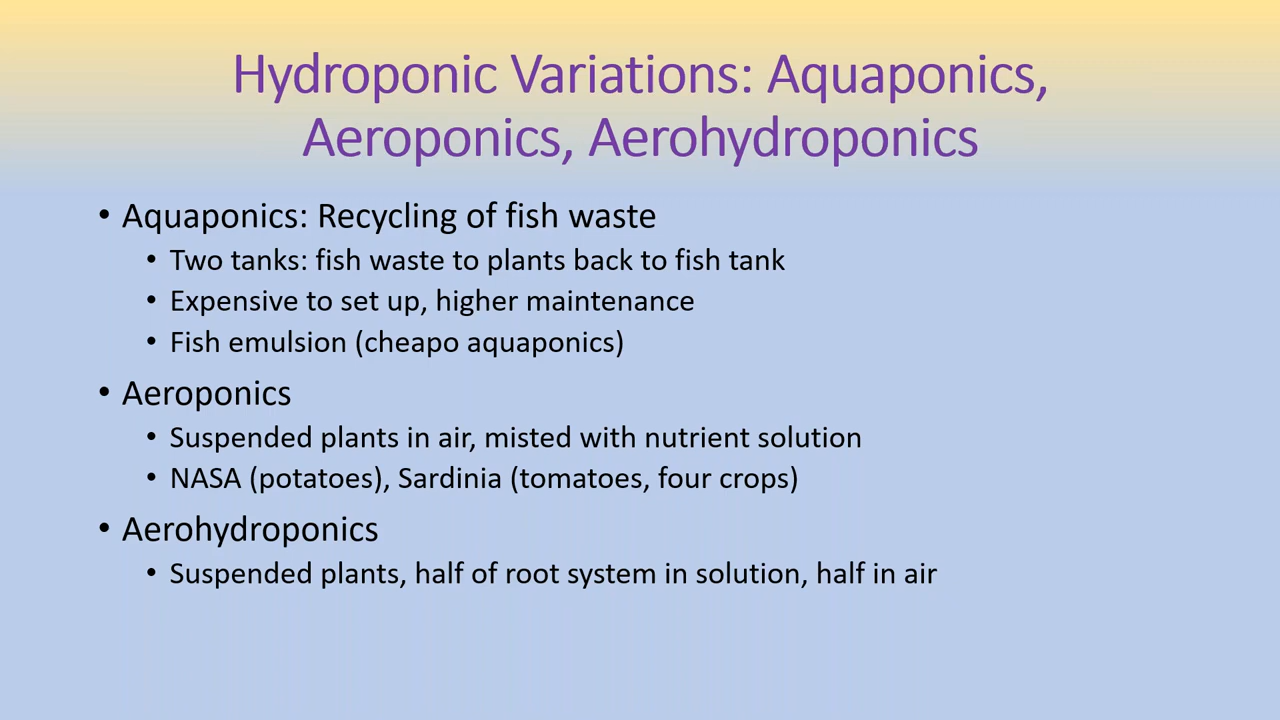 Hydroponic Variations: Aquaponics,
Aeroponics, Aerohydroponics
• Aquaponics: Recycling of fish waste
• Two tanks: fish waste to plants back to fish tank
• Expensive to set up, higher maintenance
• Fish emulsion (cheapo aquaponics)
• Aeroponics
• Suspended plants in air, misted with nutrient solution
• NASA (potatoes), Sardinia (tomatoes, four crops)
• Aerohydroponics
• Suspended plants, half of root system in solution, half in air